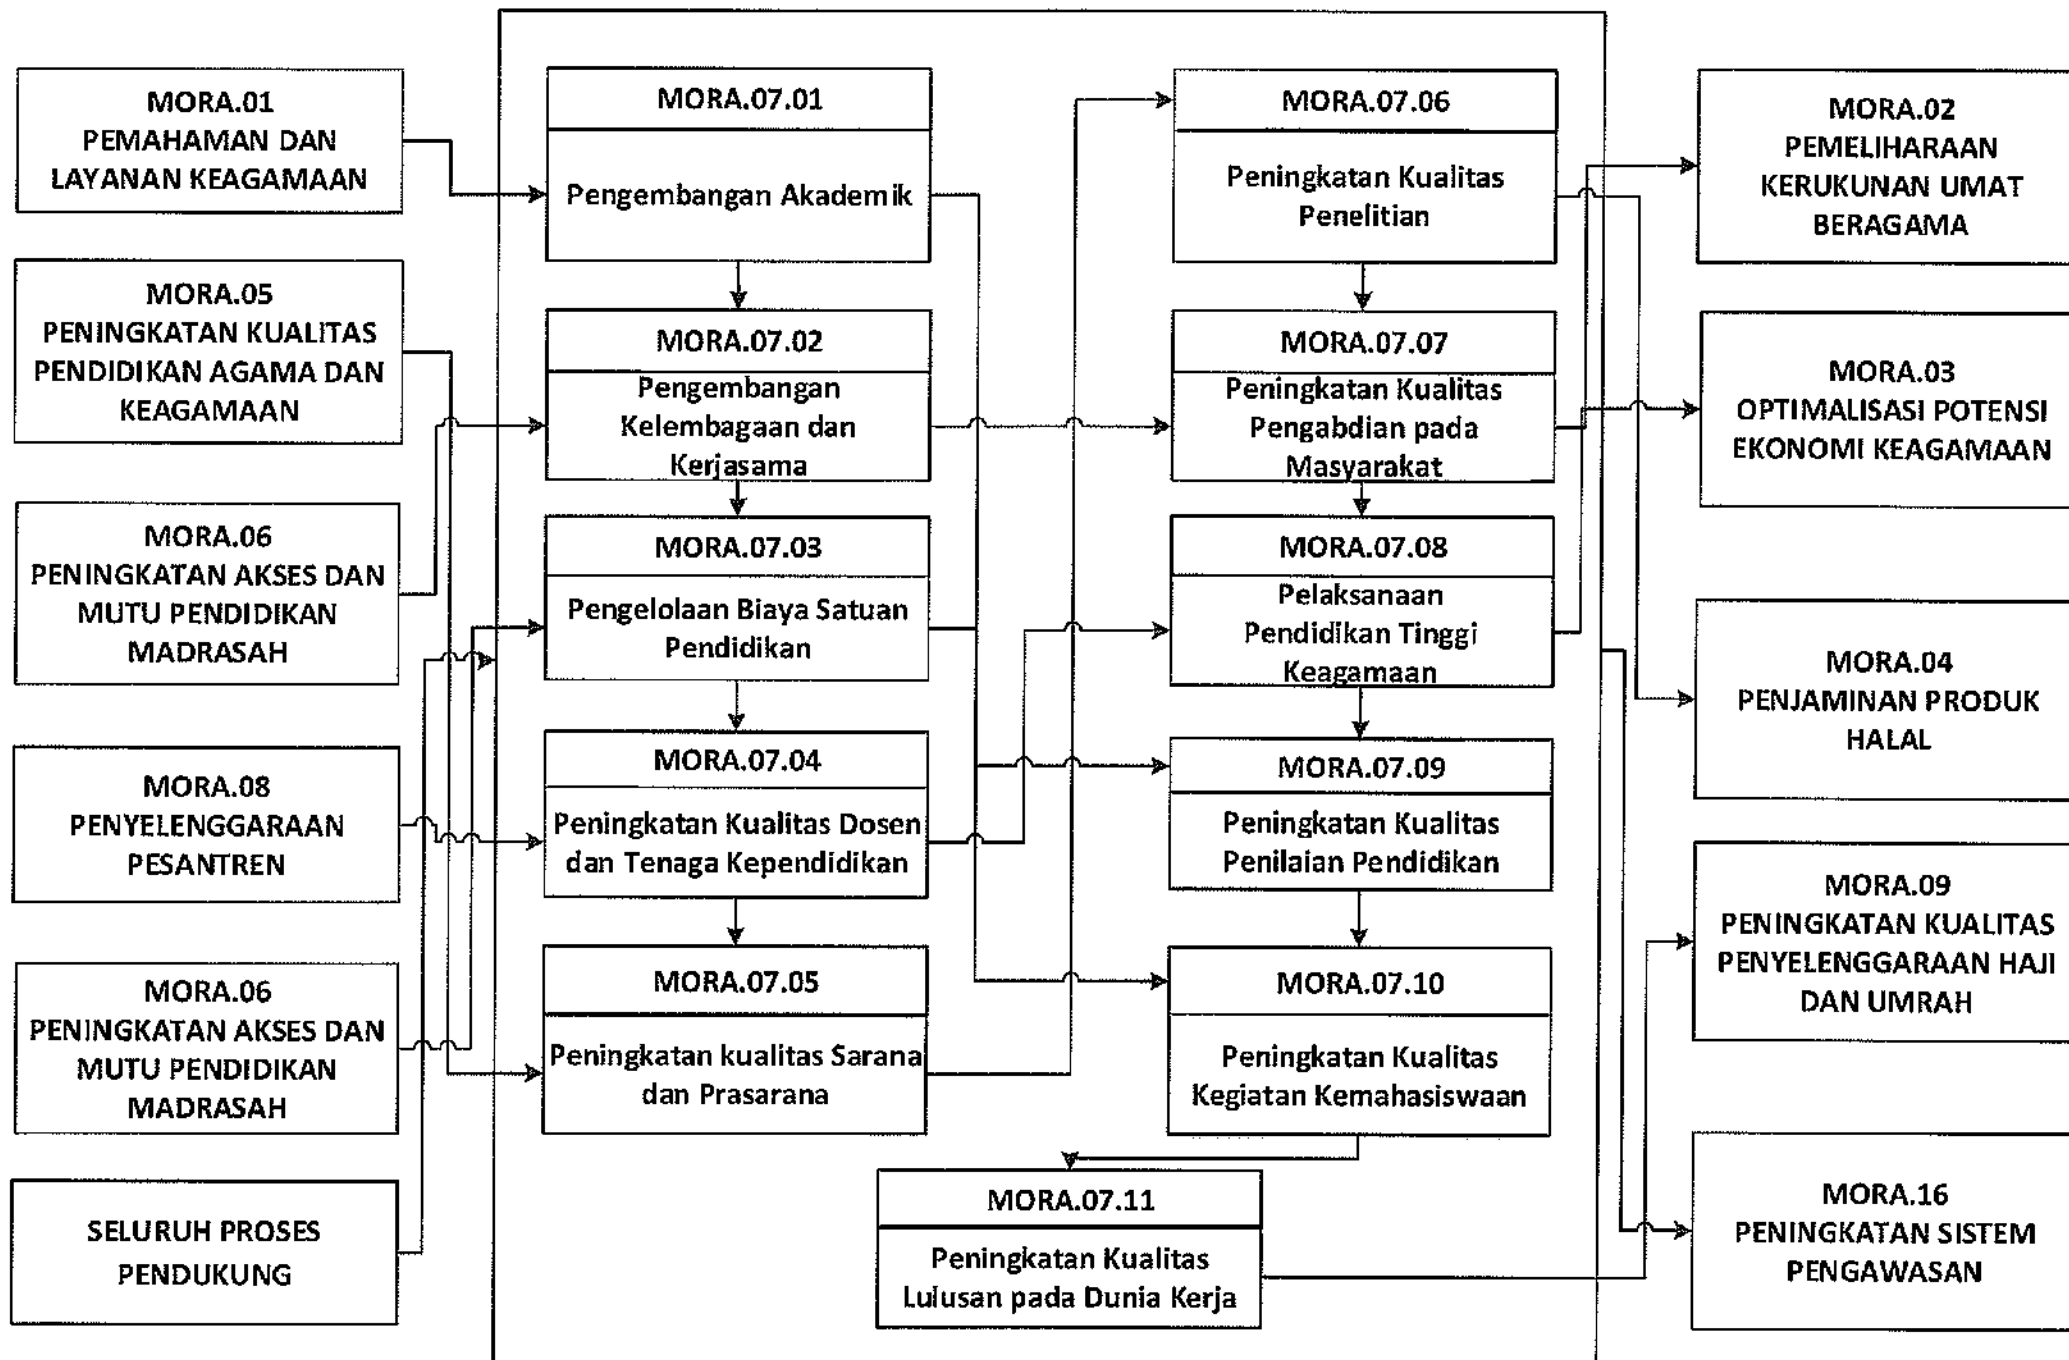 MORA.01
PEMAHAMAN DAN
LAYANAN KEAGAMAAN
MORA.05
PENINGKATAN KUALITAS
PENDIDIKAN AGAMA DAN
KEAGAMAAN
MORA.06
PENINGKATAN AKSES DAN
MUTU PENDIDIKAN
MADRASAH
MORA.08
PENYELENGGARAAN
PESANTREN
MORA.06
PENINGKATAN AKSES DAN
MUTU PENDIDIKAN
MADRASAH
SELURUH PROSES
PENDUKUNG
MORA.07.01
Pengembangan Akademik
MORA.07.02
Pengembangan
Kelembagaan dan
Kerjasama
MORA.07.03
Pengelolaan Biaya Satuan
Pendidikan
MORA.07.04
Peningkatan Kualitas Dosen
dan Tenaga Kependidikan
MORA.07.05
Peningkatan kualitas Sarana
dan Prasarana
MORA.07.06
Peningkatan Kualitas
Penelitian
MORA.07.07
Peningkatan Kualitas
Pengabdian pada
Masyarakat
MORA.07.08
Pelaksanaan
Pendidikan Tinggi
Keagamaan
MORA.07.09
Peningkatan Kualitas
Penilaian Pendidikan
MORA.07.10
Peningkatan Kualitas
Kegiatan Kemahasiswaan
MORA.07.11
Peningkatan Kualitas
Lulusan pada Dunia Kerja
MORA.02
PEMELIHARAAN
KERUKUNAN UMAT
BERAGAMA
MORA.03
OPTIMALISASI POTENSI
EKONOMI KEAGAMAAN
MORA.04
PENJAMINAN PRODUK
HALAL
MORA.09
PENINGKATAN KUALITAS
PENYELENGGARAAN HAJI
DAN UMRAH
MORA.16
PENINGKATAN SISTEM
PENGAWASAN